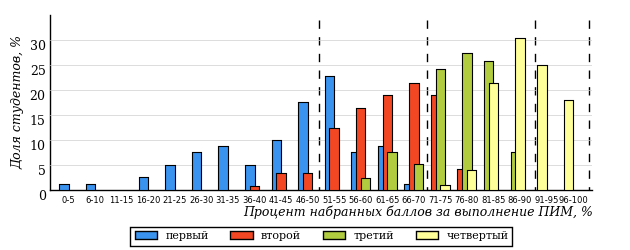 Доля студентов, %
30
25
20
15
10
5
0
0-5 6-10 11-15 16-20 21-25 26-30 31-35 36-40 41-45 46-50 51-55 56-60 61-65 66-70 71-75 76-80 81-85 86-90 91-95 96-100
Процент набранных баллов за выполнение ПИМ, %
первый второй третий четвертый